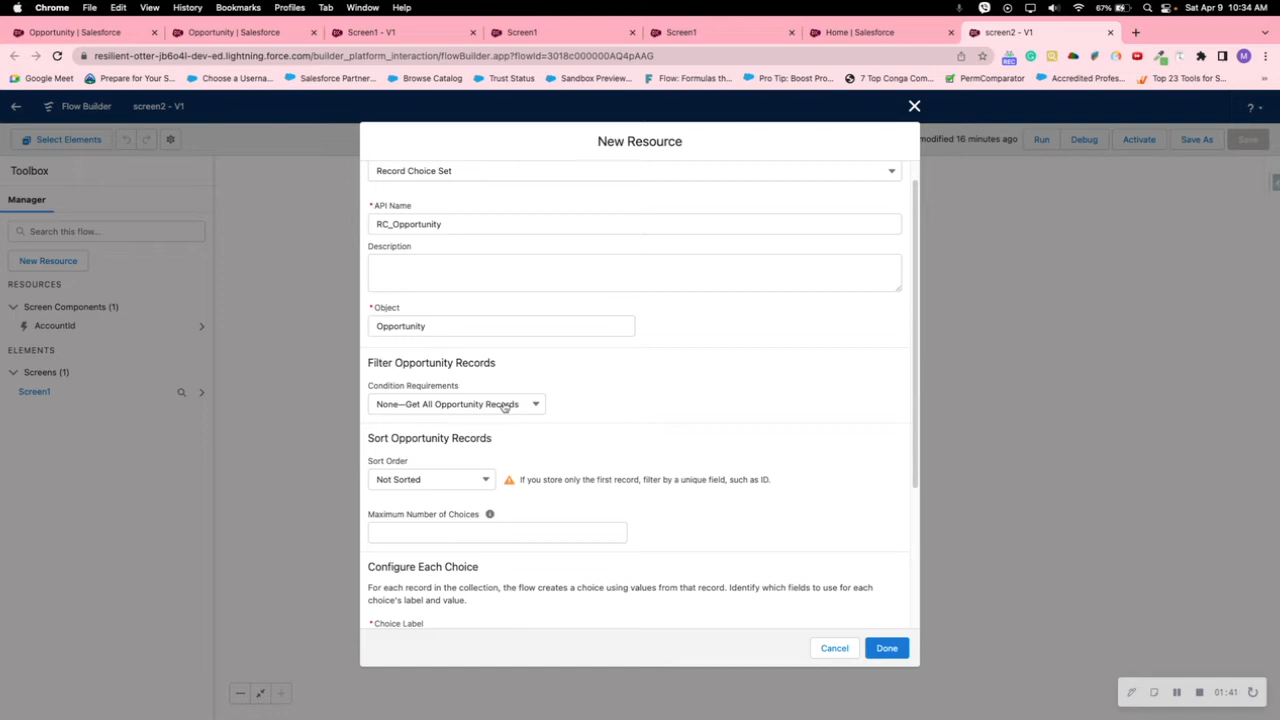 Chrome File Edit View History Bookmarks Profiles Tab Window Help 67% Sat Apr 9 10:34 AM
Opportunity | Salesforce Opportunity | Salesforce Screen1 - V1 Screen1 Screen1 Home | Salesforce screen2 - V1
resilient-otter-jb6o4l-dev-ed.lightning.force.com/builder_platform_interaction/flowBuilder.app?flowId=3018c000000AQ4pAAG
REC
M
Google Meet Prepare for Your S... Choose a Userna... Salesforce Partner... Browse Catalog Trust Status Sandbox Preview... Flow: Formulas th... Pro Tip: Boost Pro... 7 Top Conga Com... PermComparator Accredited Profes... Top 23 Tools for S...
Flow Builder screen2 - V1 ?
Select Elements modified 16 minutes ago Run Debug Activate Save As Save
New Resource
Toolbox
Manager
Search this flow...
New Resource
RESOURCES
Screen Components (1)
AccountId
ELEMENTS
Screens (1)
Screen1
Record Choice Set
* API Name
RC_Opportunity
Description
* Object
Opportunity
Filter Opportunity Records
Condition Requirements
None—Get All Opportunity Records
Sort Opportunity Records
Sort Order
Not Sorted If you store only the first record, filter by a unique field, such as ID.
Maximum Number of Choices
Configure Each Choice
For each record in the collection, the flow creates a choice using values from that record. Identify which fields to use for each
choice's label and value.
* Choice Label
Cancel Done
01:41